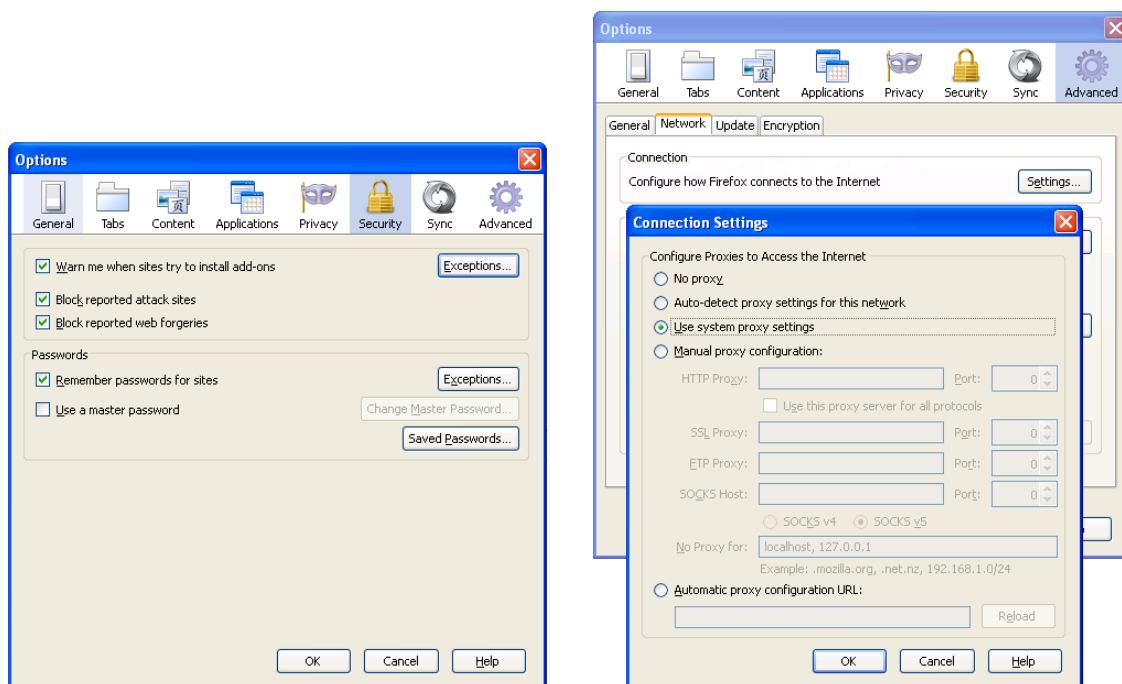 Options
General Tabs Content Applications Privacy Security Sync Advanced
Warn me when sites try to install add-ons Exceptions...
Block reported attack sites
Block reported web forgeries
Passwords
Remember passwords for sites Exceptions...
Use a master password Change Master Password...
Saved Passwords...
OK Cancel Help
Options
General Tabs Content Applications Privacy Security Sync Advanced
General Network Update Encryption
Connection
Configure how Firefox connects to the Internet Settings...
Connection Settings
Configure Proxies to Access the Internet
No proxy
Auto-detect proxy settings for this network
Use system proxy settings
Manual proxy configuration:
HTTP Proxy: Port: 0
Use this proxy server for all protocols
SSL Proxy: Port: 0
FTP Proxy: Port: 0
SOCKS Host: Port: 0
SOCKS v4 SOCKS v5
No Proxy for: localhost, 127.0.0.1
Example: .mozilla.org, .net.nz, 192.168.1.0/24
Automatic proxy configuration URL:
Reload
OK Cancel Help